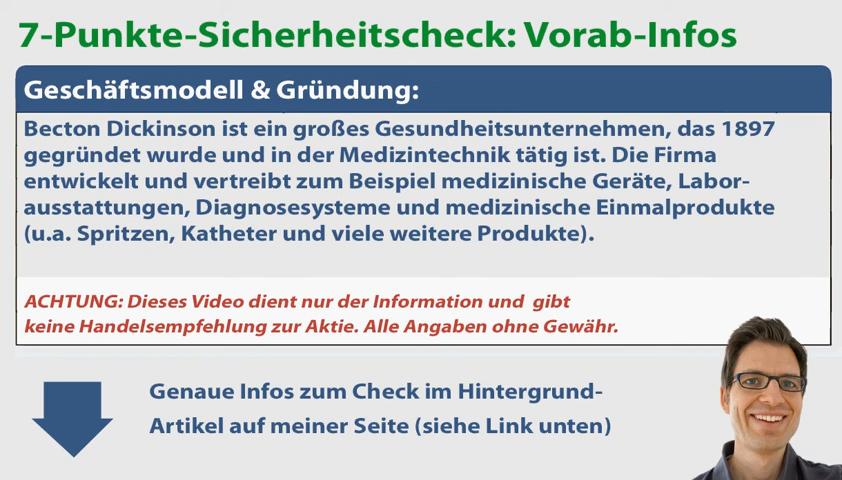 7-Punkte-Sicherheitscheck: Vorab-Infos
Geschäftsmodell & Gründung:
Becton Dickinson ist ein großes Gesundheitsunternehmen, das 1897
gegründet wurde und in der Medizintechnik tätig ist. Die Firma
entwickelt und vertreibt zum Beispiel medizinische Geräte, Labor-
ausstattungen, Diagnosesysteme und medizinische Einmalprodukte
(u.a. Spritzen, Katheter und viele weitere Produkte).
ACHTUNG: Dieses Video dient nur der Information und gibt
keine Handelsempfehlung zur Aktie. Alle Angaben ohne Gewähr.
Genaue Infos zum Check im Hintergrund-
Artikel auf meiner Seite (siehe Link unten)